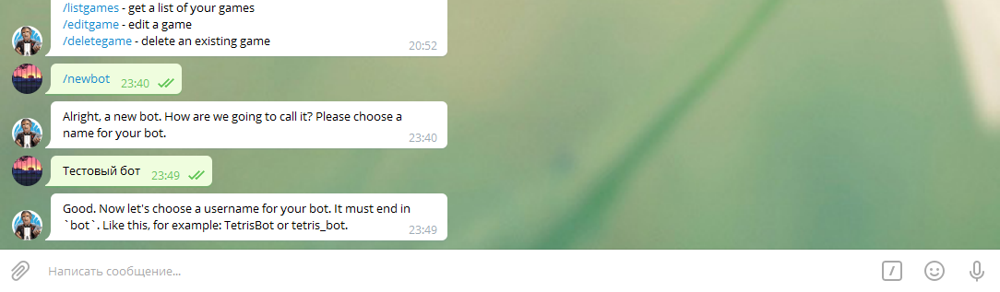 /listgames - get a list of your games
/editgame - edit a game
/deletegame - delete an existing game
20:52
/newbot
23:40
Alright, a new bot. How are we going to call it? Please choose a
name for your bot.
23:40
Тестовый бот
23:49
Good. Now let's choose a username for your bot. It must end in
`bot`. Like this, for example: TetrisBot or tetris_bot.
23:49
Написать сообщение...